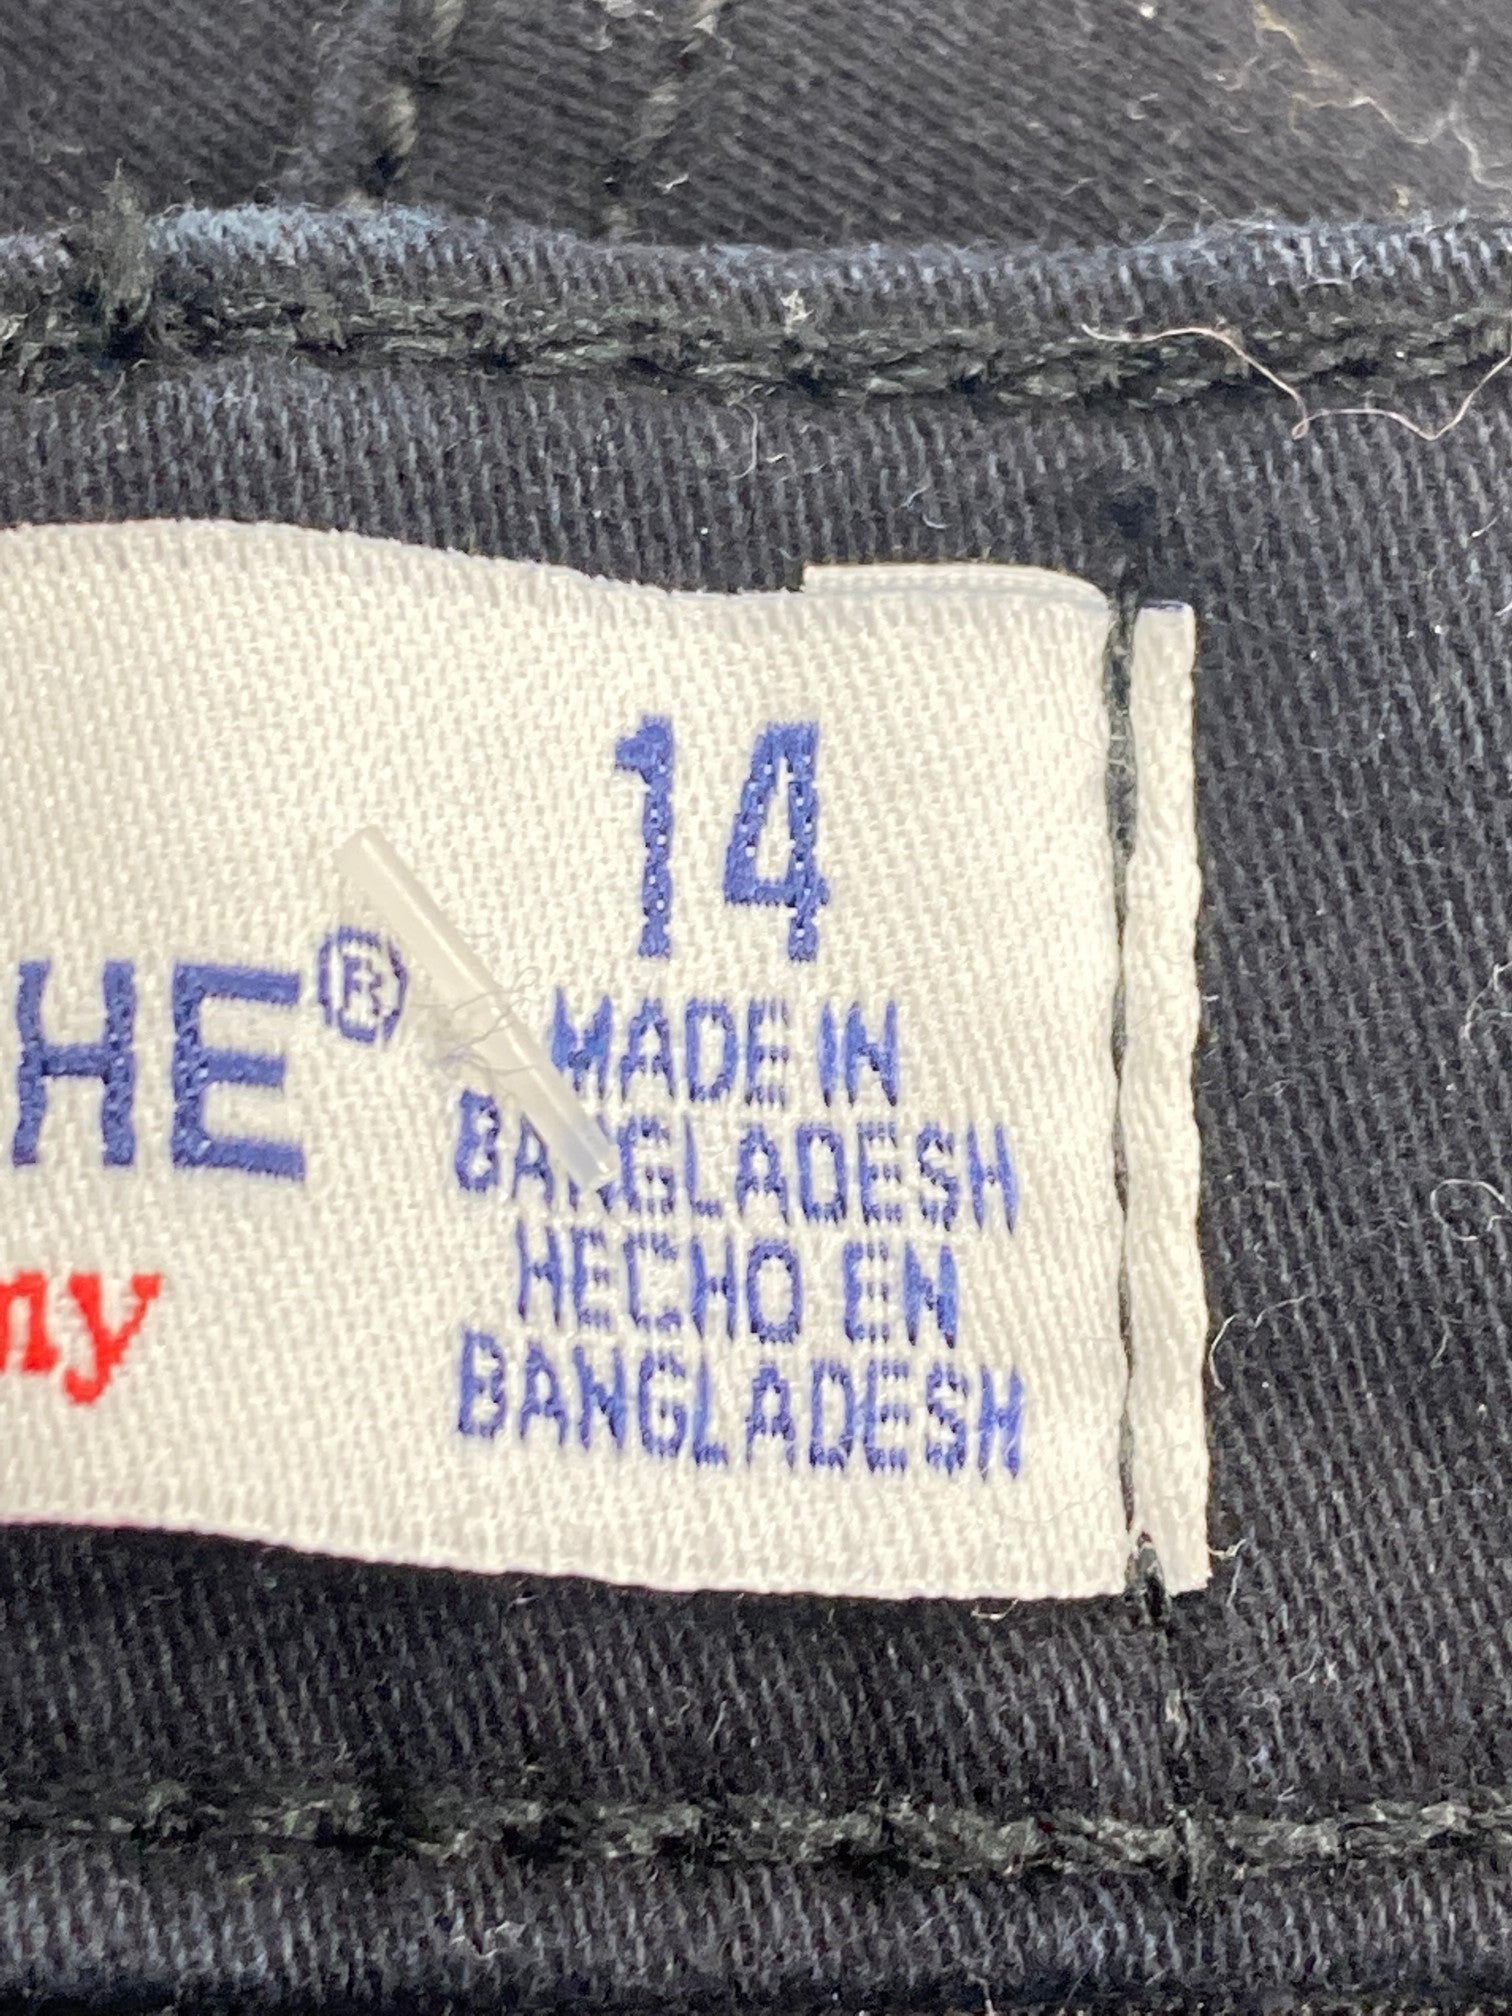 14
HE®
MADE IN
BANGLADESH
ny
HECHO EN
BANGLADESH